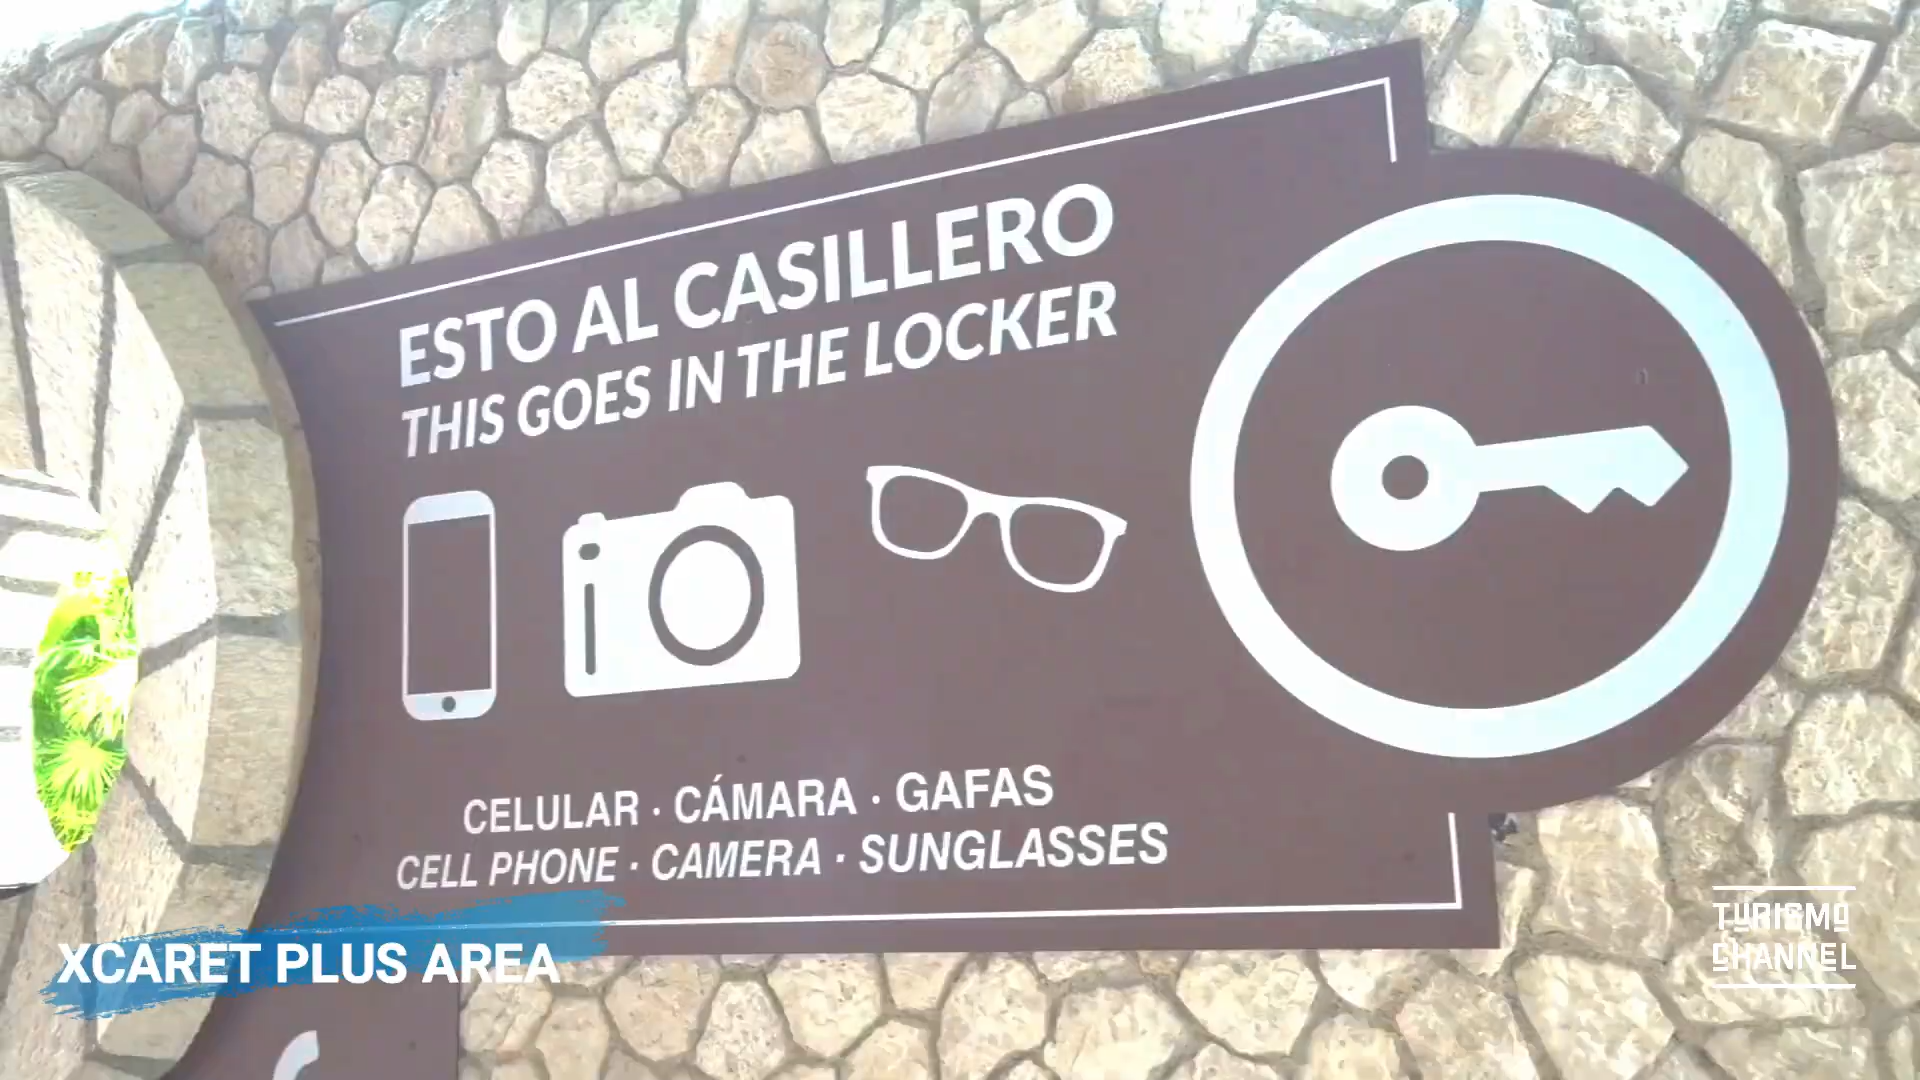 ESTO AL CASILLERO
THIS GOES IN THE LOCKER
CELULAR · CÁMARA · GAFAS
CELL PHONE · CAMERA · SUNGLASSES
XCARET PLUS AREA
TURISMO
CHANNEL